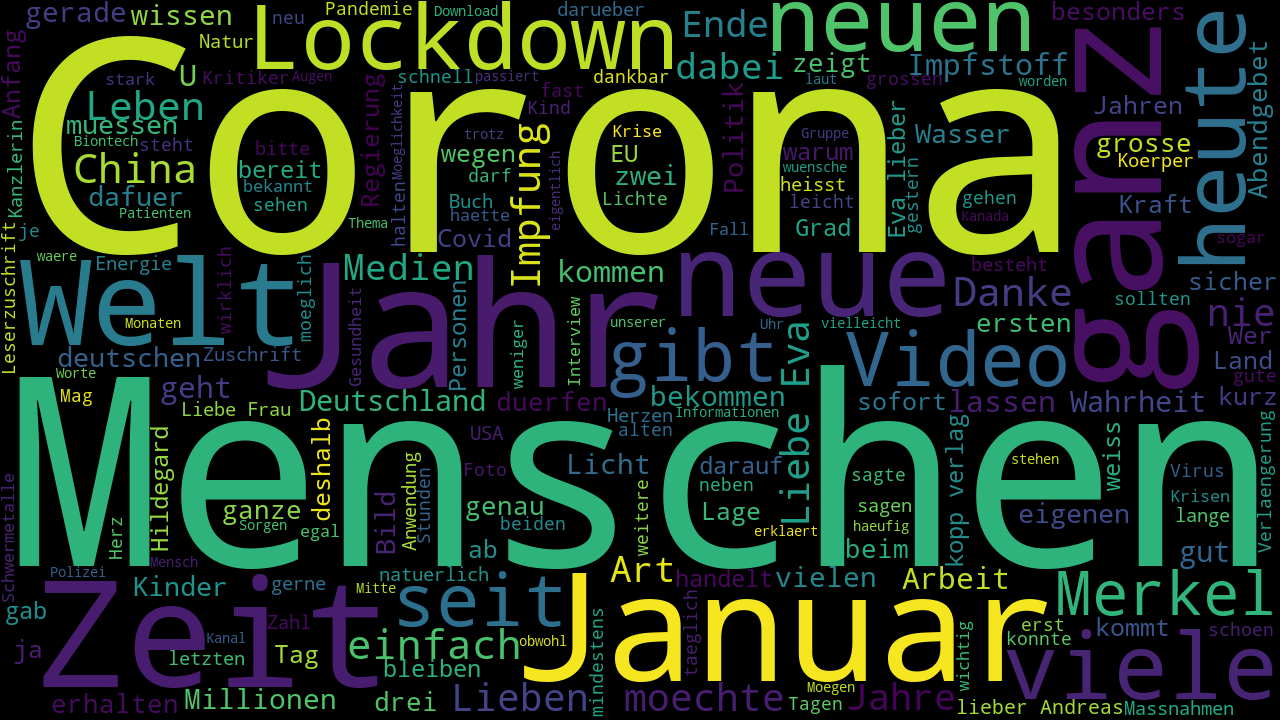 gerade wissen Pandemie neu Download darueber Ende neuen besonders
Natur Lockdown dabei zeigt Impfstoff heute
Anfang stark U Kritiker Augen schnell passiert dankbar fast laut grossen worden ganz Abendgebet
Leben Regierung Moeglichkeit Kind Politik Jahren
muessen Corona trotz Impfung Krise Gruppe Eva lieber Wasser grosse
Biontech steht bitte kopp verlag wegen EU warum Koerper
China bereit darf eigentlich zwei wuensche heisst
Kanzlerin dafuer bekannt Buch Lichte leicht gestern gehen Kraft
Patienten sehen haette Kanada
je Thema halten Covid Fall Grad sogar
waere Energie wirklich moeglich Medien kommen neue besteht sicher
Leserzuschrift Welt Jahr Personen Danke sollten
Monaten Gesundheit weniger Interview unserer Uhr vielleicht ersten nie
deutschen Zuschrift gibt Liebe Eva Video Wer
Worte Land
Mag geht Deutschland duerfen bekommen sofort lassen Wahrheit gute kurz
Menschen Liebe Frau Herzen Informationen
Hildegard deshalb USA alten weiss Verlaengerung
Schwermetalle Herz ganze Bild Anwendung Stunden Foto Licht darauf stehen Virus
genau weitere neben sagte Krisen
Sorgen egal beiden Lage sagen eigenen lange
erklaert haeufig
ab beim gut
Polizei Mensch natuerlich Art handelt vielen Arbeit Merkel
Zeit Kinder gerne Mitte seit Januar
gab Zahl erst kommt schoen
Kanal einfach obwohl taeglich konnte
ja letzten Tag bleiben mindestens wichtig viele
erhalten Millionen drei Lieben moechte Moegen Jahre
Tagen lieber Andreas Massnahmen